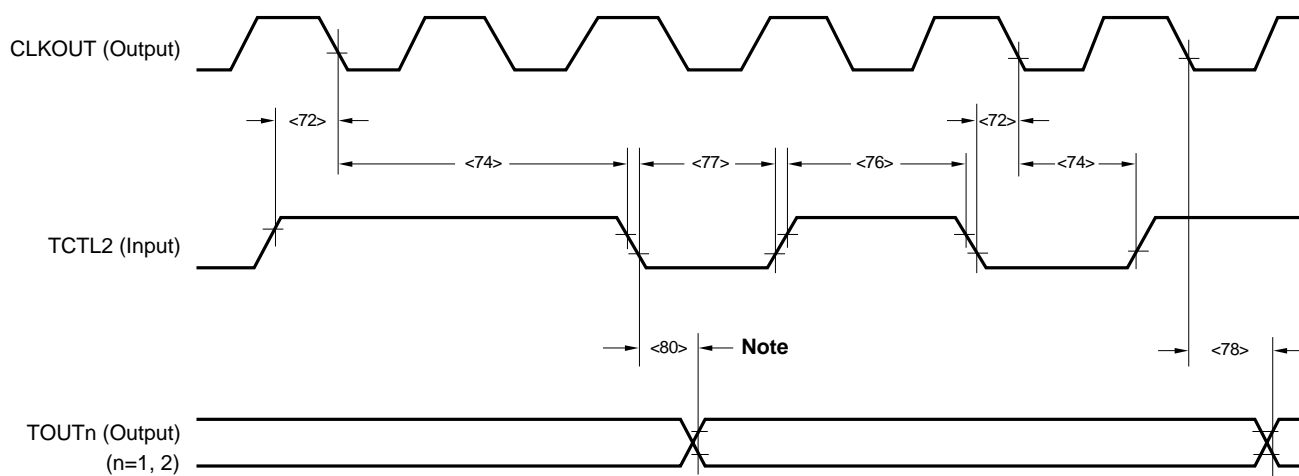 CLKOUT (Output)
<72>
<72>
<74>
<77>
<76>
<74>
TCTL2 (Input)
<80>
Note
<78>
TOUTn (Output)
(n=1, 2)